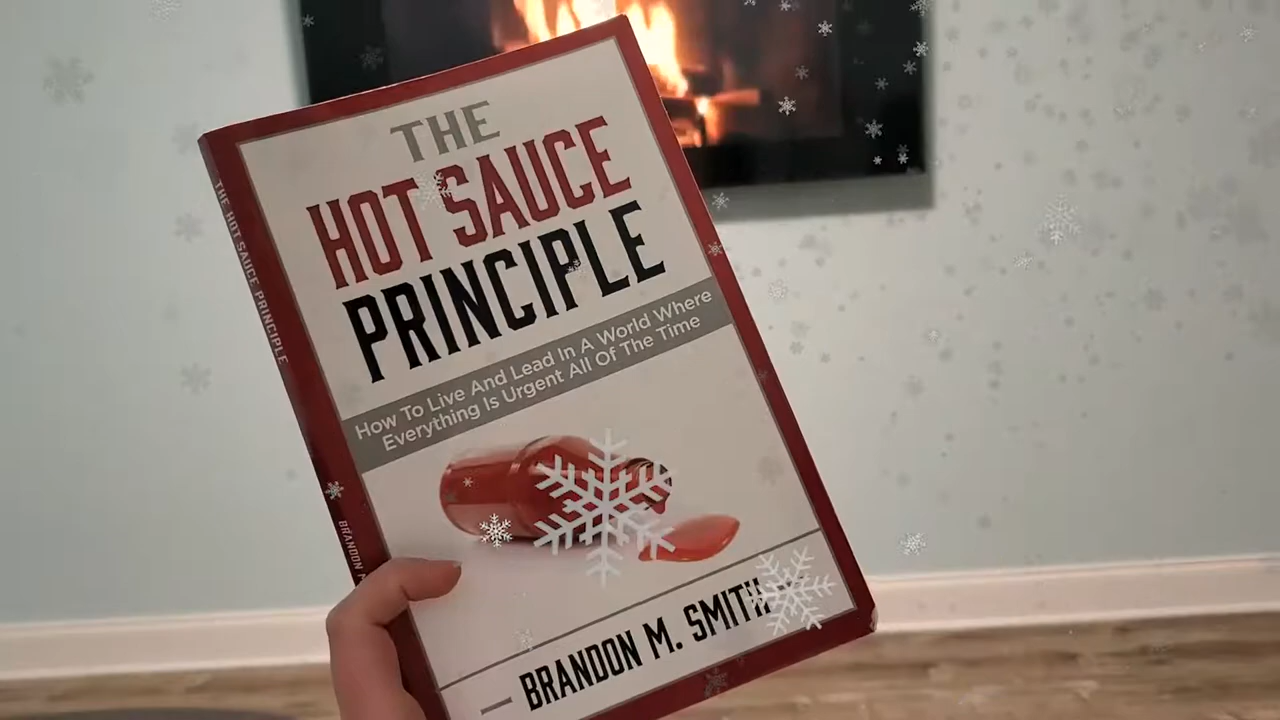 THE
HOT SAUCE
PRINCIPLE
How To Live And Lead In A World Where
Everything Is Urgent All Of The Time
BRANDON M. SMITH
THE HOT SAUCE PRINCIPLE
BRANDON M